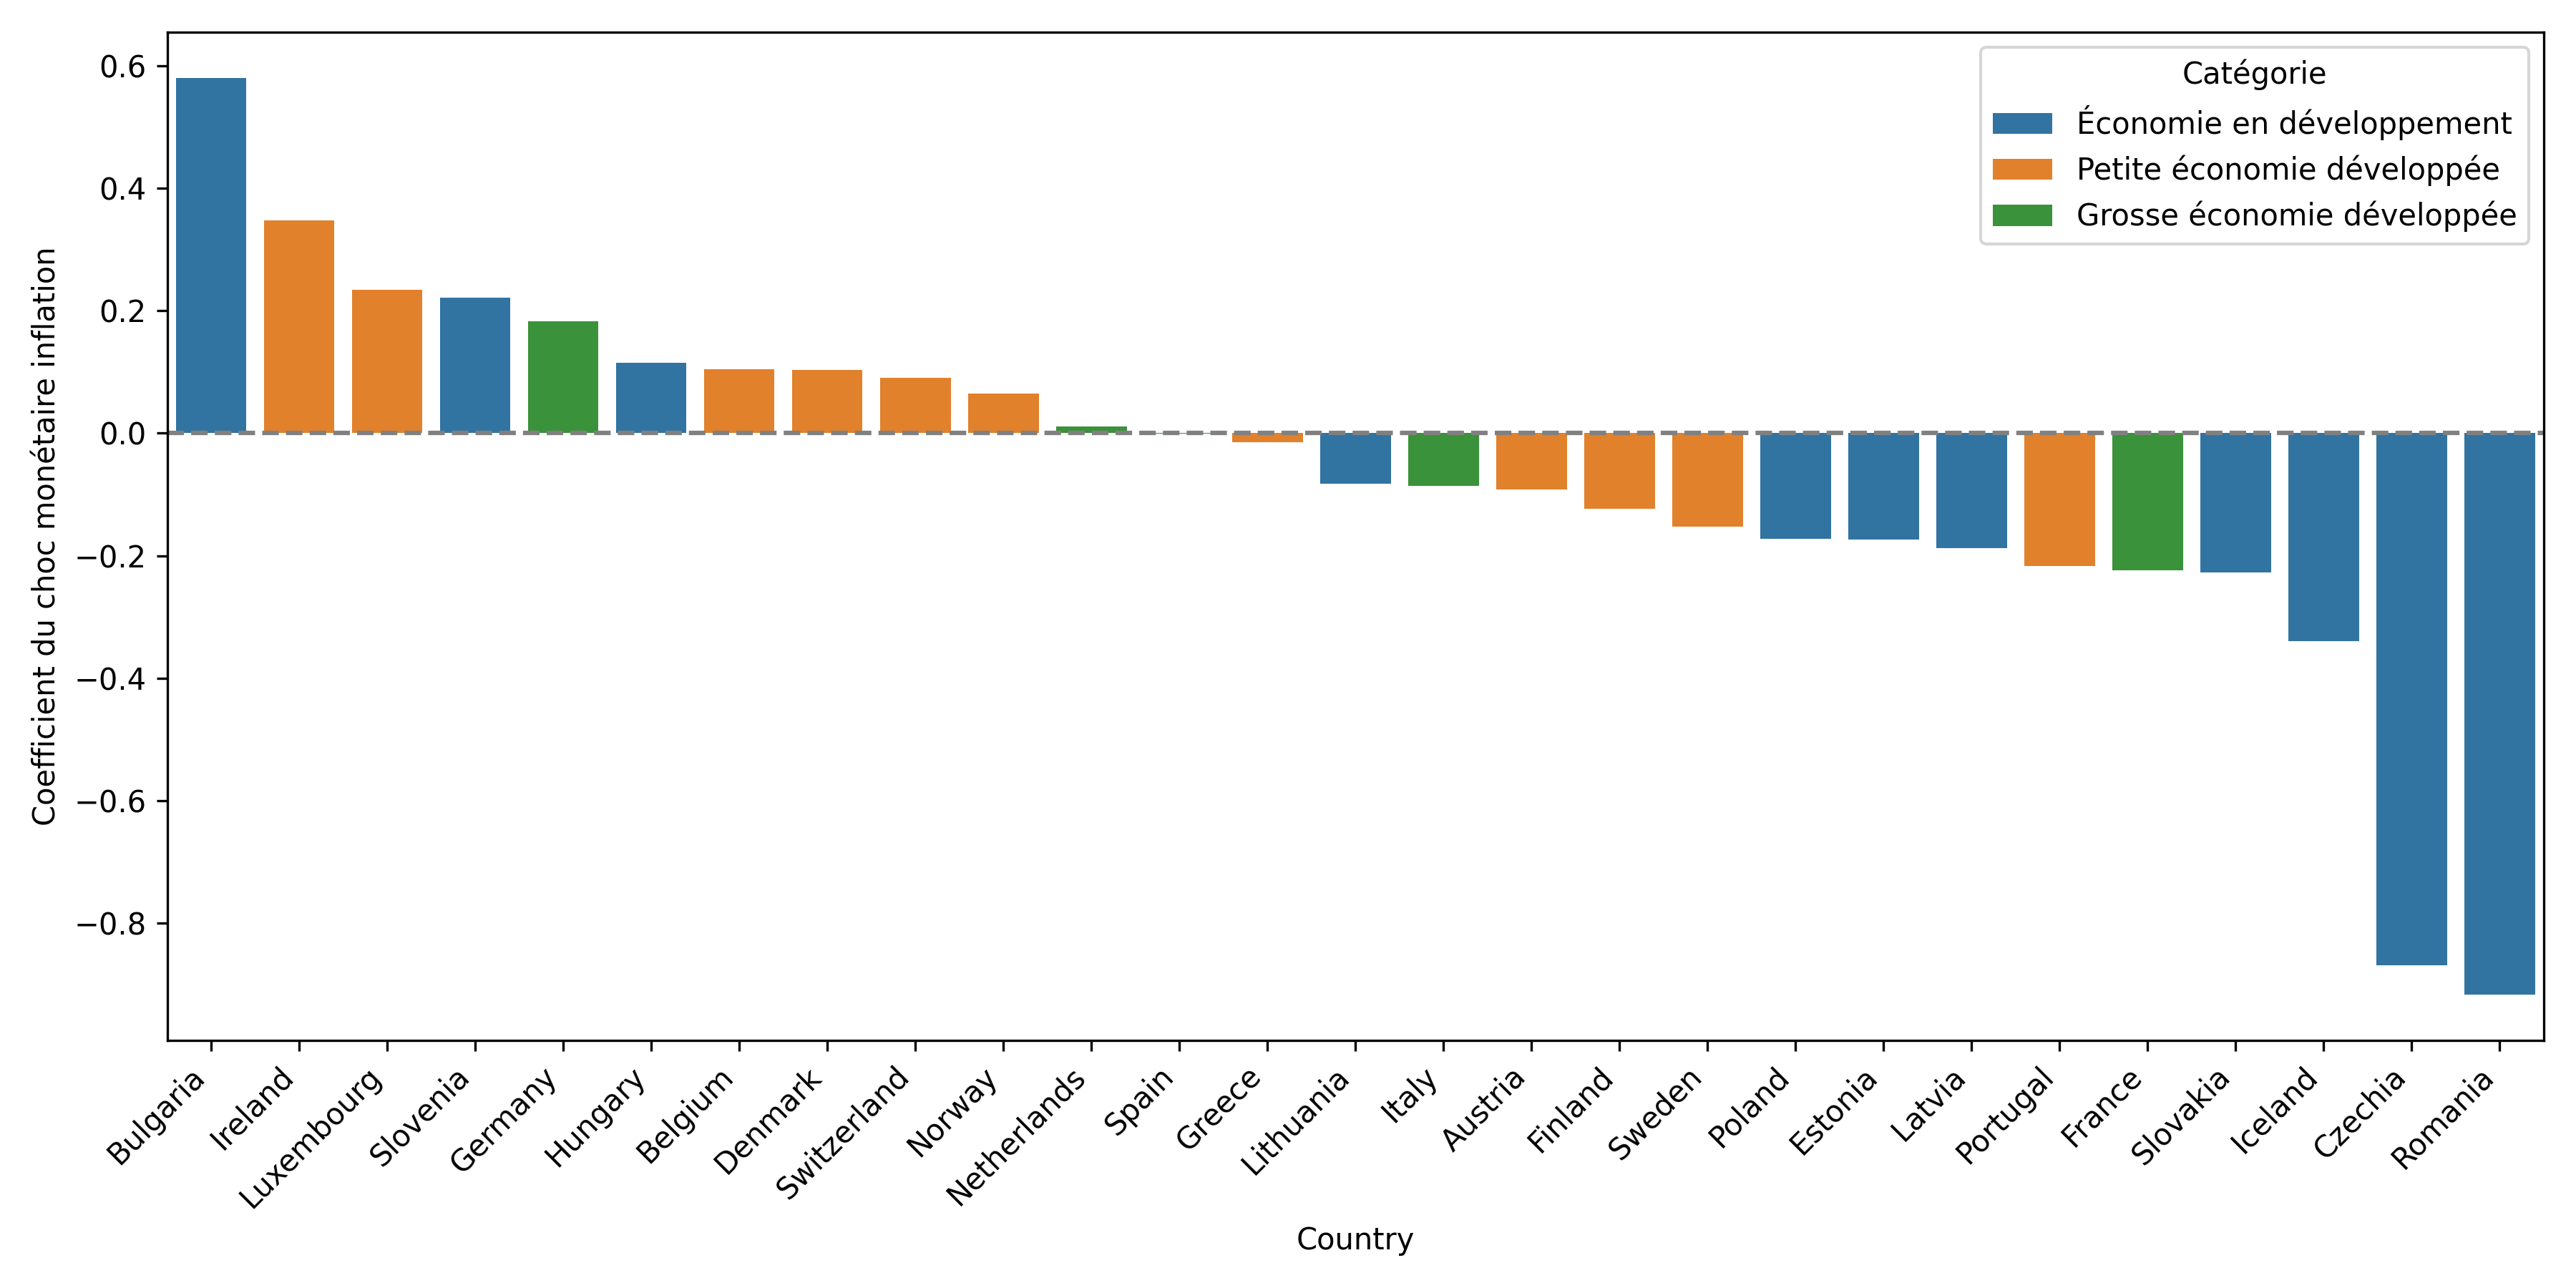 Catégorie
Économie en développement
Petite économie développée
Grosse économie développée
Coefficient du choc monétaire inflation
0.6
0.4
0.2
0.0
−0.2
−0.4
−0.6
−0.8
Bulgaria
Ireland
Luxembourg
Slovenia
Germany
Hungary
Belgium
Denmark
Switzerland
Norway
Netherlands
Spain
Greece
Lithuania
Italy
Austria
Finland
Sweden
Poland
Estonia
Latvia
Portugal
France
Slovakia
Iceland
Czechia
Romania
Country